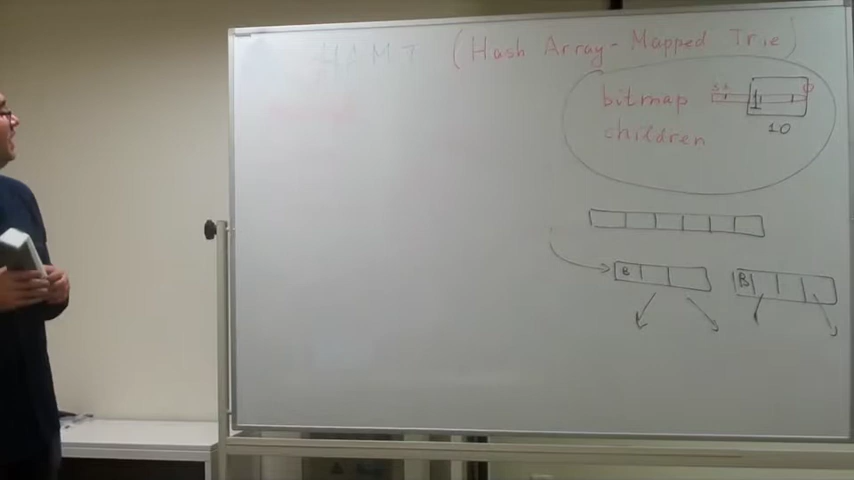 HAMT (Hash Array-Mapped Trie)
bitmap
children
10
B
B